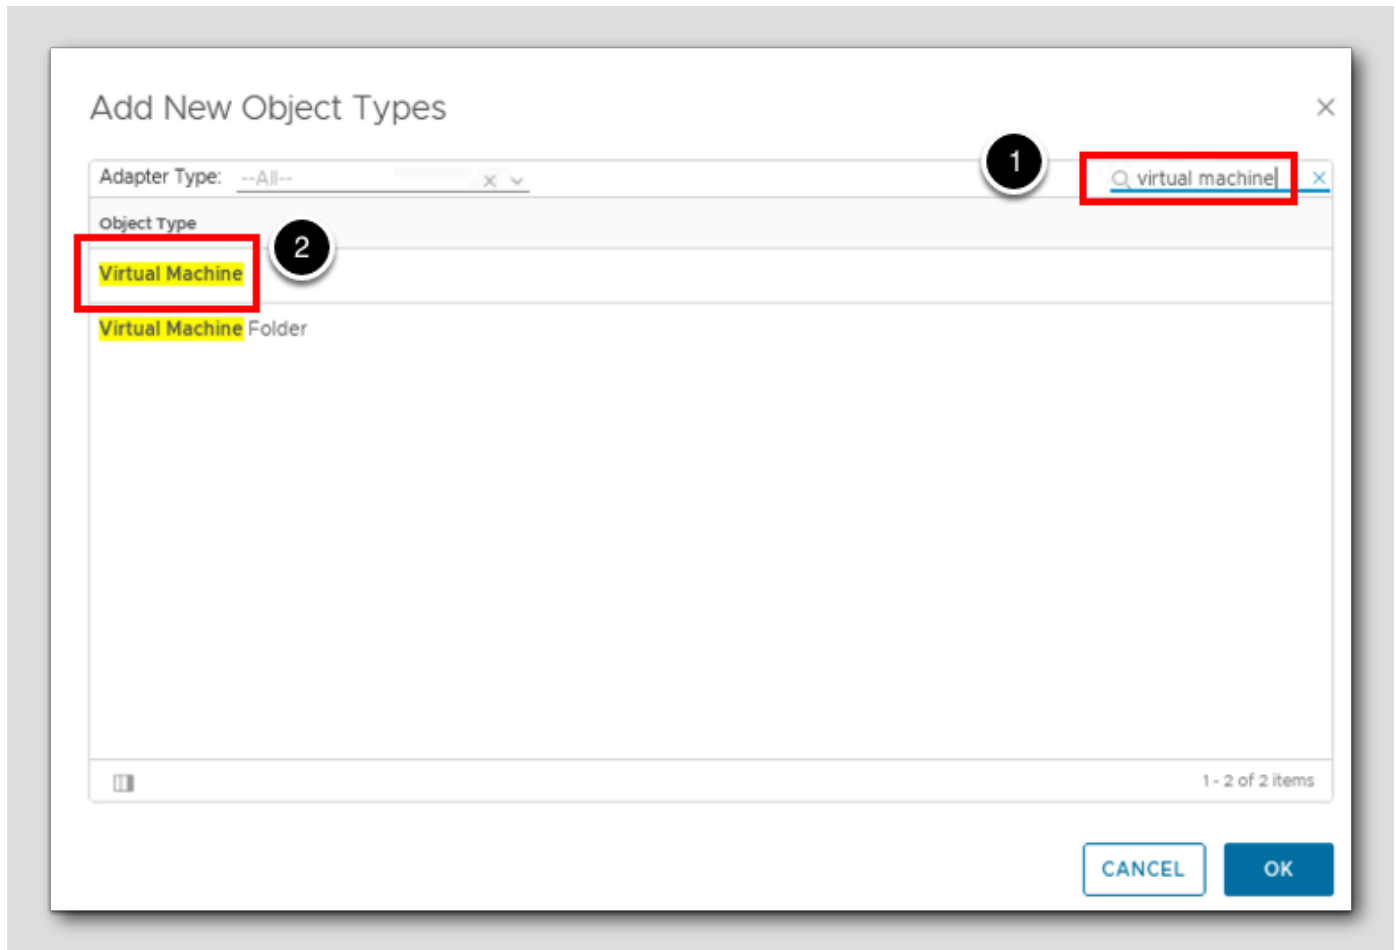 Add New Object Types
1
Adapter Type: --All--
virtual machine
Object Type
2
Virtual Machine
Virtual Machine Folder
1 - 2 of 2 items
CANCEL
OK